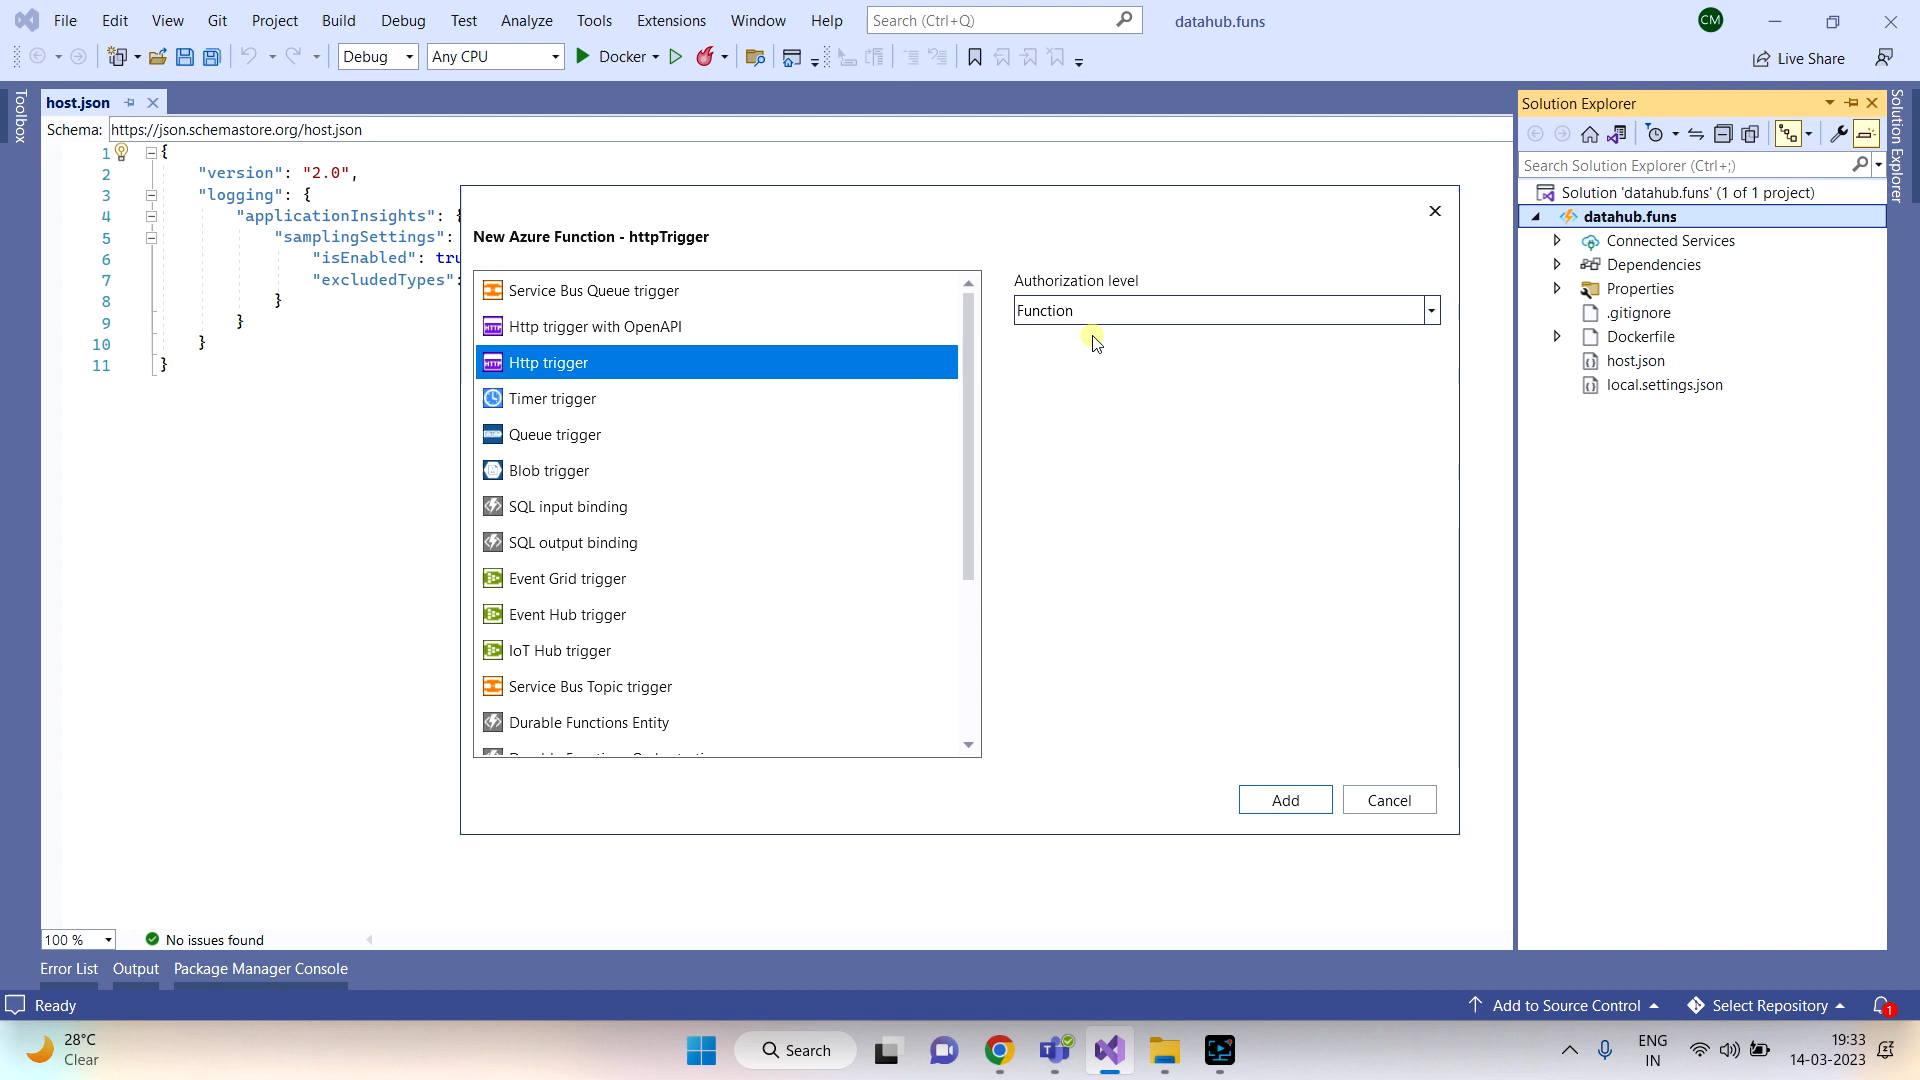 File Edit View Git Project Build Debug Test Analyze Tools Extensions Window Help Search (Ctrl+Q) datahub.funs CM
Debug Any CPU Docker Live Share
Toolbox
host.json
Schema: https://json.schemastore.org/host.json
1 {
2 "version": "2.0",
3 "logging": {
4 "applicationInsights": {
5 "samplingSettings":
6 "isEnabled": tru
7 "excludedTypes":
8 }
9 }
10 }
11 }
New Azure Function - httpTrigger
Service Bus Queue trigger
Http trigger with OpenAPI
Http trigger
Timer trigger
Queue trigger
Blob trigger
SQL input binding
SQL output binding
Event Grid trigger
Event Hub trigger
IoT Hub trigger
Service Bus Topic trigger
Durable Functions Entity
Authorization level
Function
Add Cancel
Solution Explorer
Search Solution Explorer (Ctrl+;)
Solution 'datahub.funs' (1 of 1 project)
datahub.funs
Connected Services
Dependencies
Properties
.gitignore
Dockerfile
host.json
local.settings.json
Solution Explorer
100 % No issues found
Error List Output Package Manager Console
Ready Add to Source Control Select Repository 1
28°C
Clear
Search
ENG
IN
19:33
14-03-2023